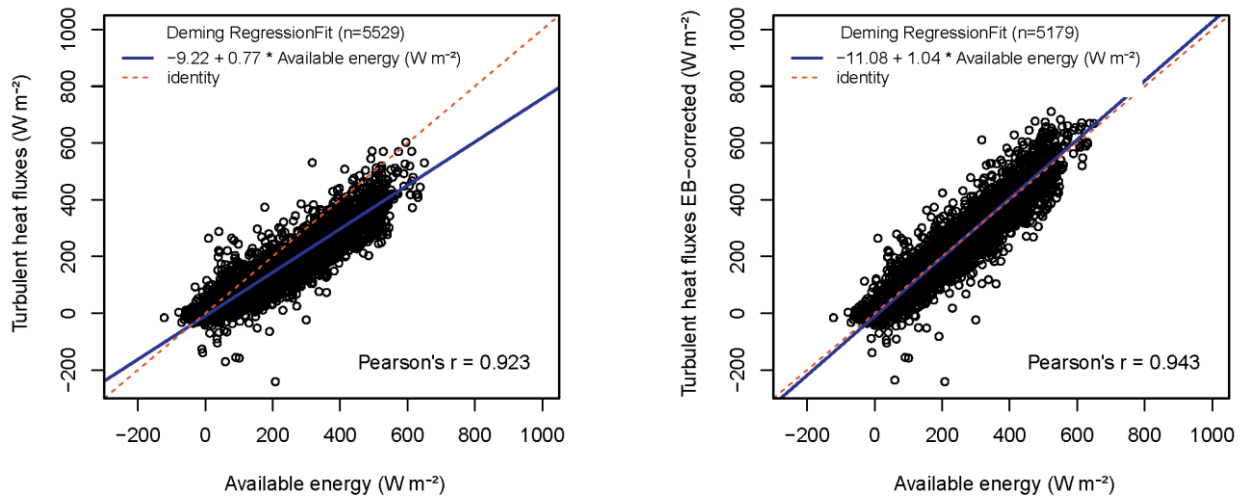 Deming RegressionFit (n=5529)
−9.22 + 0.77 * Available energy (W m⁻²)
identity
Turbulent heat fluxes (W m⁻²)
1000
800
600
400
200
0
−200
Pearson's r = 0.923
−200 0 200 400 600 800 1000
Available energy (W m⁻²)
Deming RegressionFit (n=5179)
−11.08 + 1.04 * Available energy (W m⁻²)
identity
Turbulent heat fluxes EB−corrected (W m⁻²)
1000
800
600
400
200
0
−200
Pearson's r = 0.943
−200 0 200 400 600 800 1000
Available energy (W m⁻²)